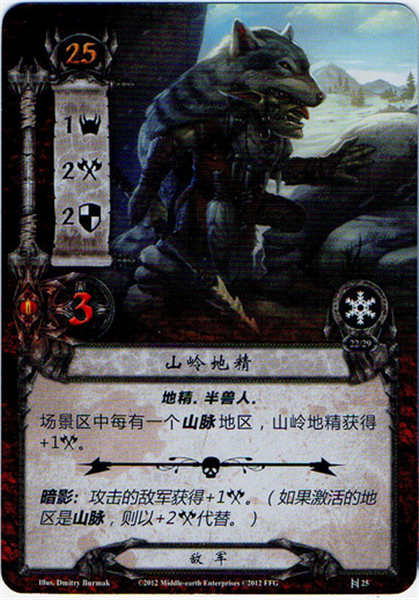 25
1
2
2
3
22/29
山岭地精
地精. 半兽人.
场景区中每有一个山脉地区，山岭地精获得
+1。
暗影：攻击的敌军获得+1。（如果激活的地
区是山脉，则以+2代替。）
敌军
Illus. Dmitry Burmak ©2012 Middle-earth Enterprises ©2012 FFG 25